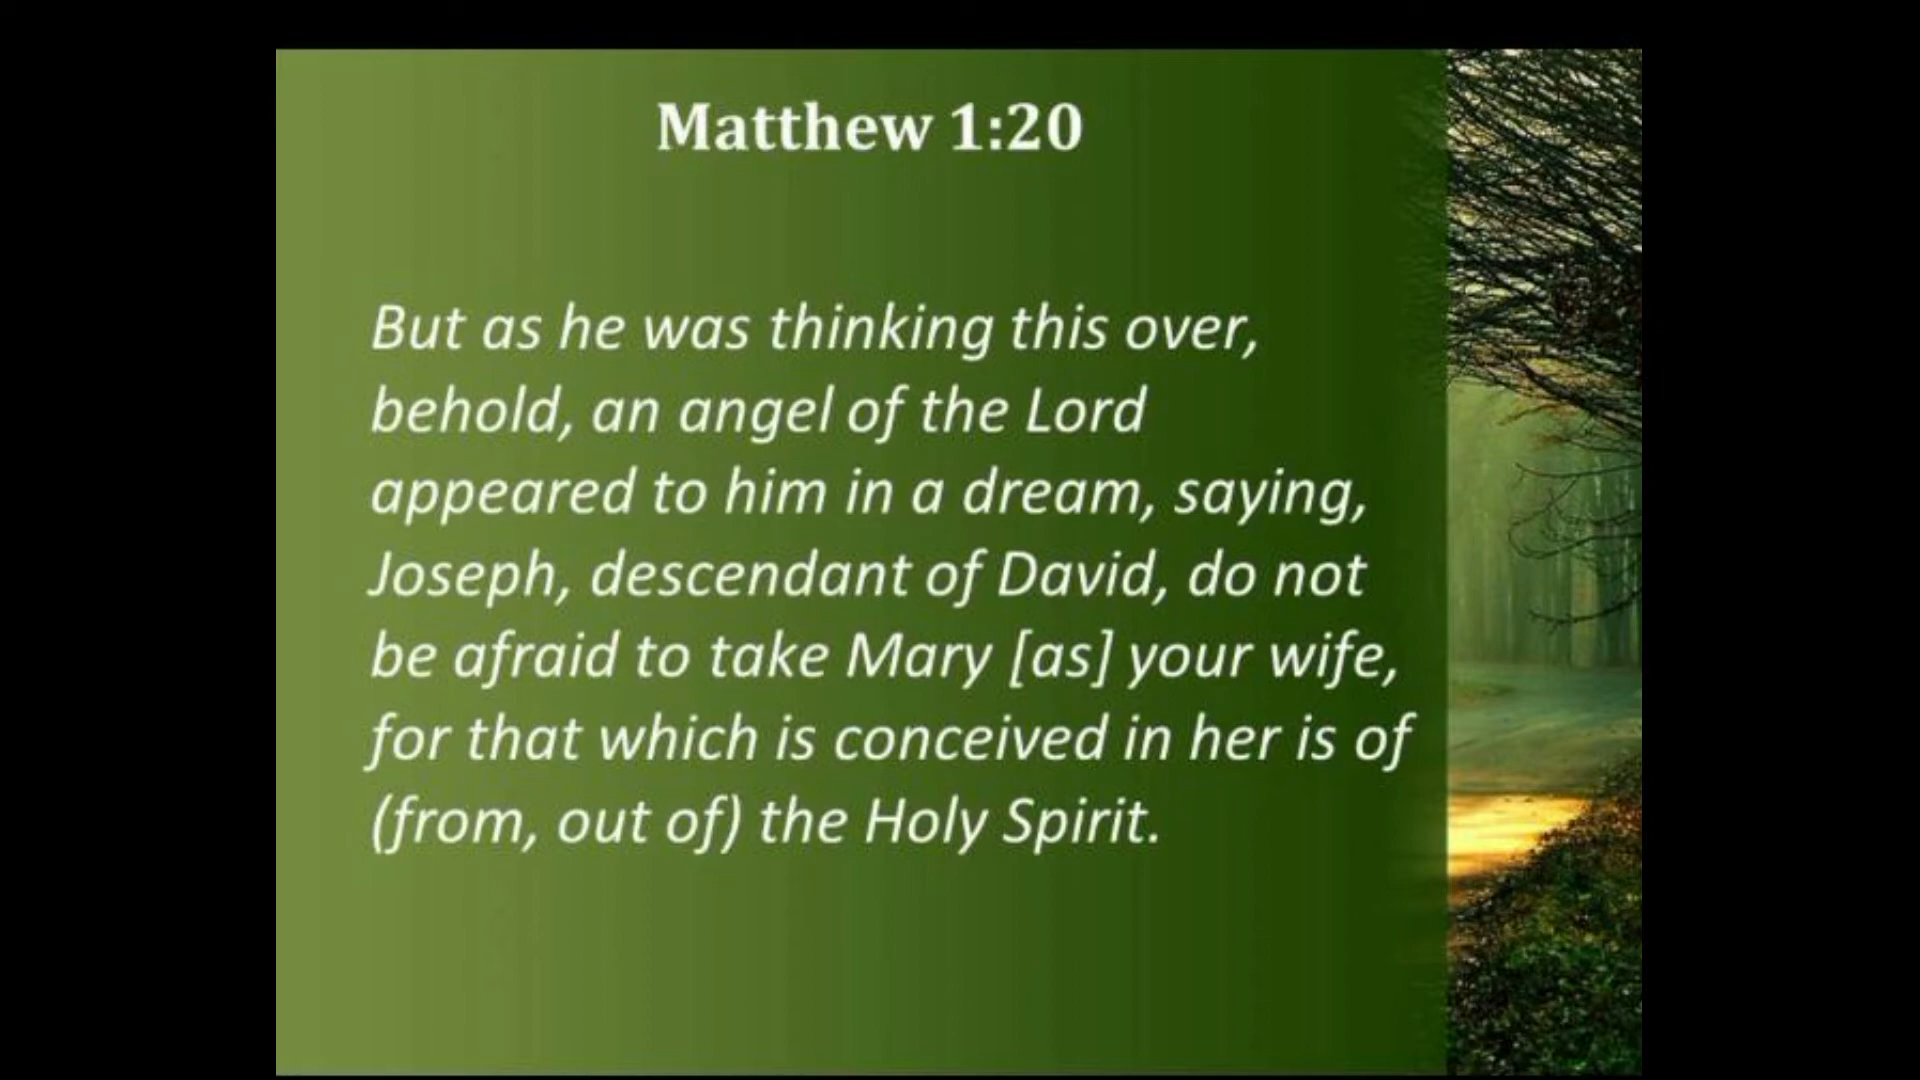 Matthew 1:20
But as he was thinking this over,
behold, an angel of the Lord
appeared to him in a dream, saying,
Joseph, descendant of David, do not
be afraid to take Mary [as] your wife,
for that which is conceived in her is of
(from, out of) the Holy Spirit.